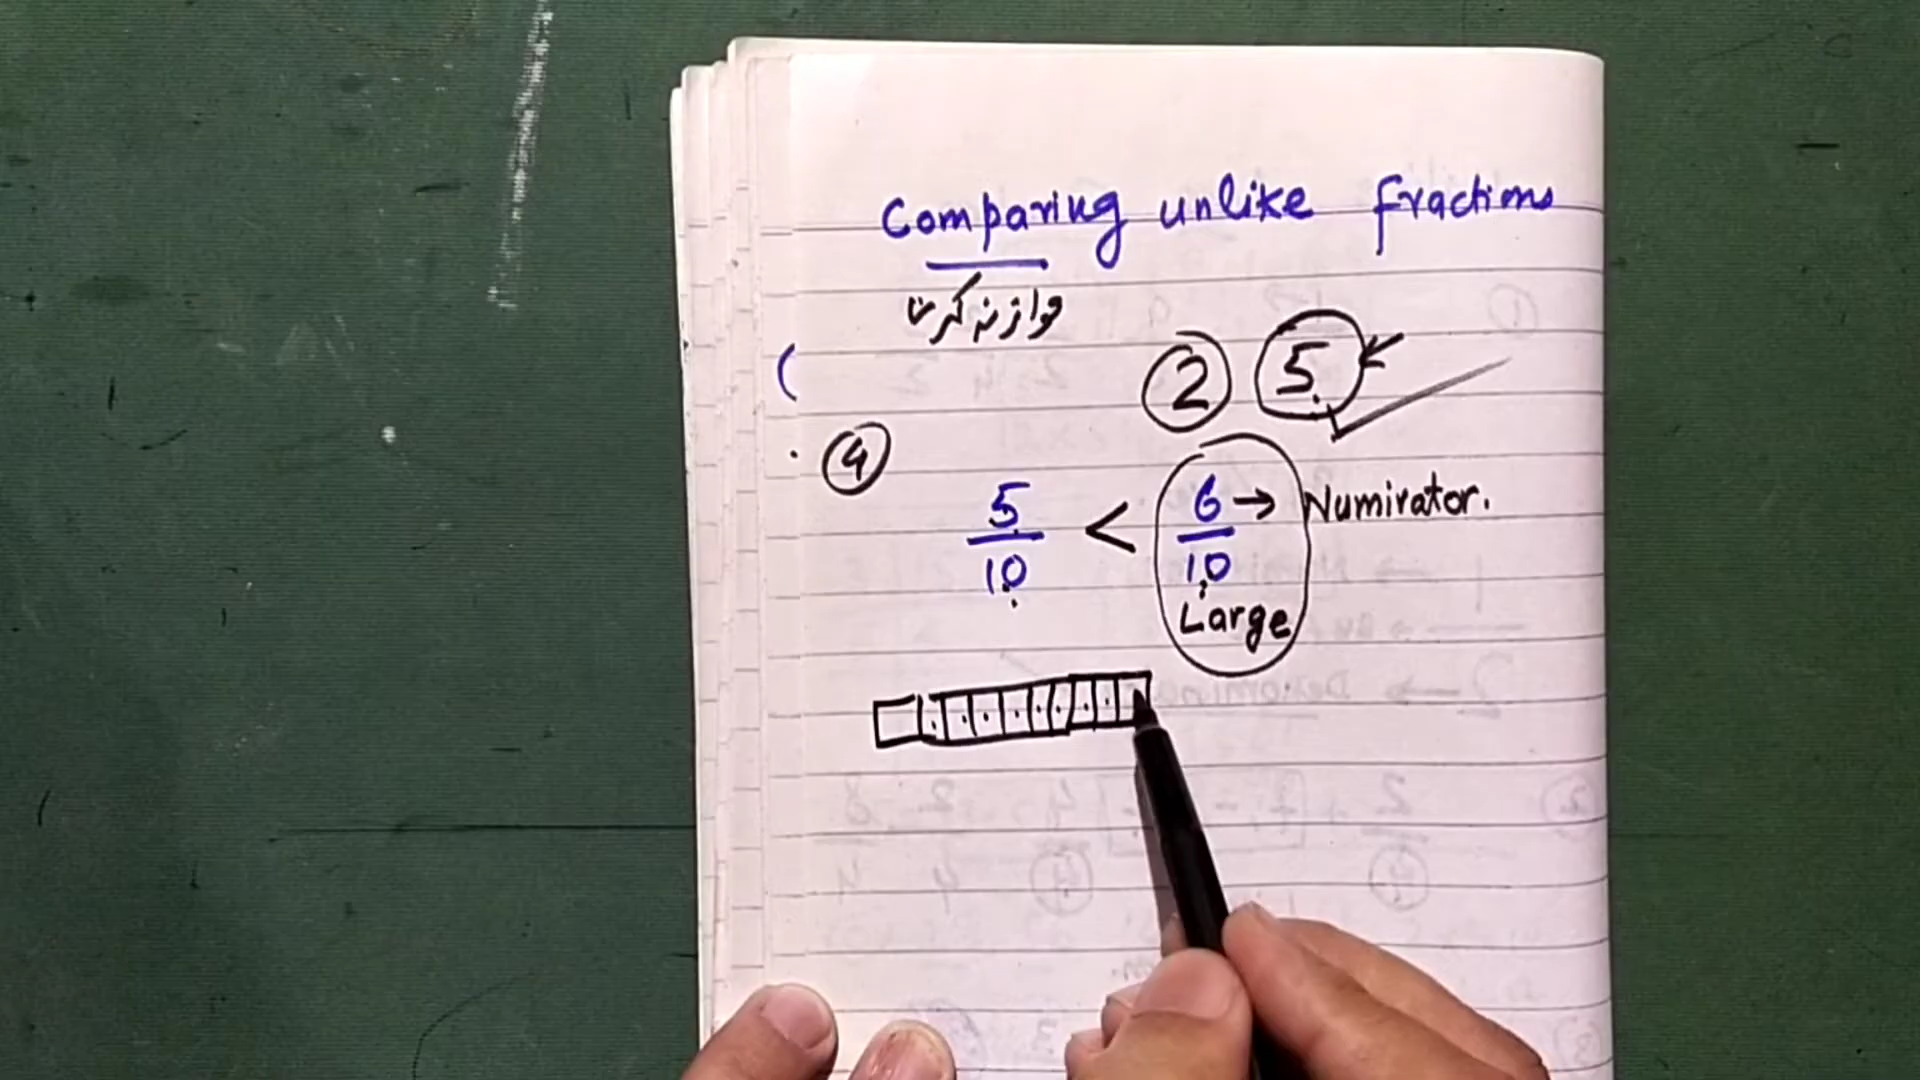 Comparing unlike fractions
موازنہ کرنا
(
② ⑤
④
5/10 < 6/10 → Numirator.
Large